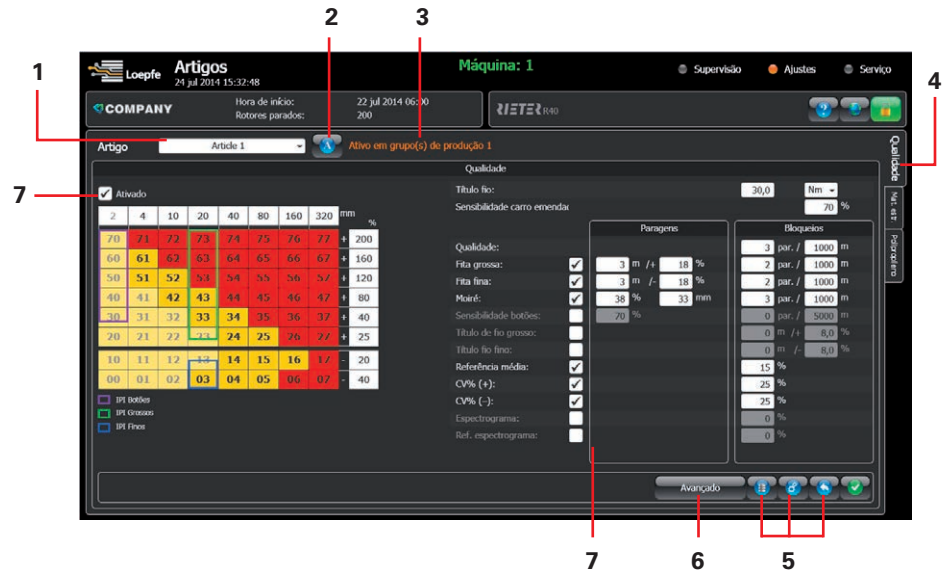 2 3
1
4
7
Loepfe
Artigos
24 jul 2014 15:32:48
Máquina: 1
Supervisão Ajustes Serviço
COMPANY
Hora de início: 22 jul 2014 06:00
Rotores parados: 200
RIETER R40
Artigo Article 1 A Ativo em grupo(s) de produção 1
Qualidade
Mat. estr
Polipropileno
Qualidade
Ativado
2 4 10 20 40 80 160 320 mm
%
70 71 72 73 74 75 76 77 + 200
60 61 62 63 64 65 66 67 + 160
50 51 52 53 54 55 56 57 + 120
40 41 42 43 44 45 46 47 + 80
30 31 32 33 34 35 36 37 + 40
20 21 22 23 24 25 26 27 + 25
10 11 12 13 14 15 16 17 - 20
00 01 02 03 04 05 06 07 - 40
IPI Botões
IPI Grossos
IPI Finos
Título fio: 30,0 Nm
Sensibilidade carro emendac 70 %
Paragens Bloqueios
Qualidade: 3 par. / 1000 m
Fita grossa: 3 m /+ 18 % 2 par. / 1000 m
Fita fina: 3 m /- 18 % 2 par. / 1000 m
Moiré: 38 % 33 mm 3 par. / 1000 m
Sensibilidade botões: 70 % 0 par. / 5000 m
Título de fio grosso: 0 m /+ 8,0 %
Título fio fino: 0 m /- 8,0 %
Referência média: 15 %
CV% (+): 25 %
CV% (–): 25 %
Espectrograma: 0 %
Ref. espectrograma: 0 %
Avançado
7 6 5